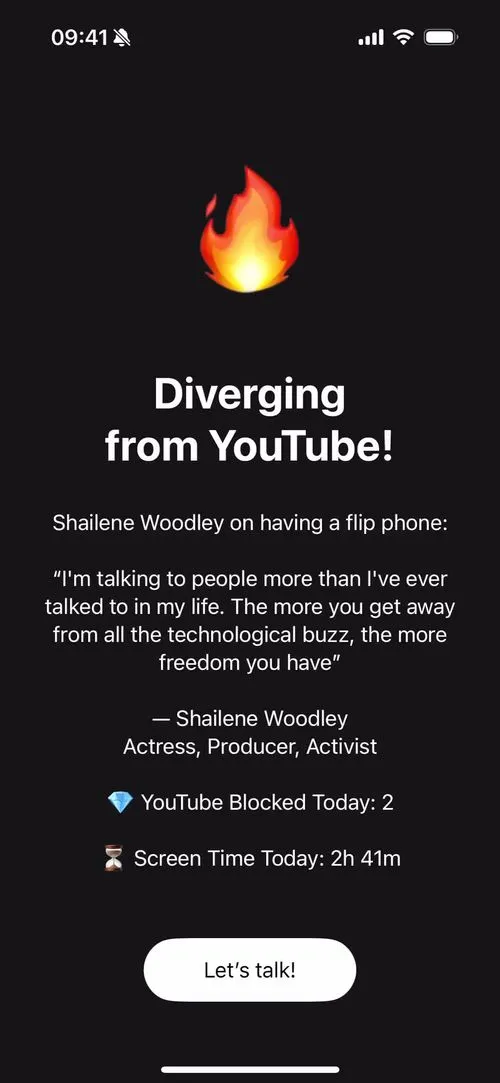 09:41
Diverging
from YouTube!
Shailene Woodley on having a flip phone:
“I'm talking to people more than I've ever
talked to in my life. The more you get away
from all the technological buzz, the more
freedom you have”
— Shailene Woodley
Actress, Producer, Activist
💎 YouTube Blocked Today: 2
⏳ Screen Time Today: 2h 41m
Let’s talk!